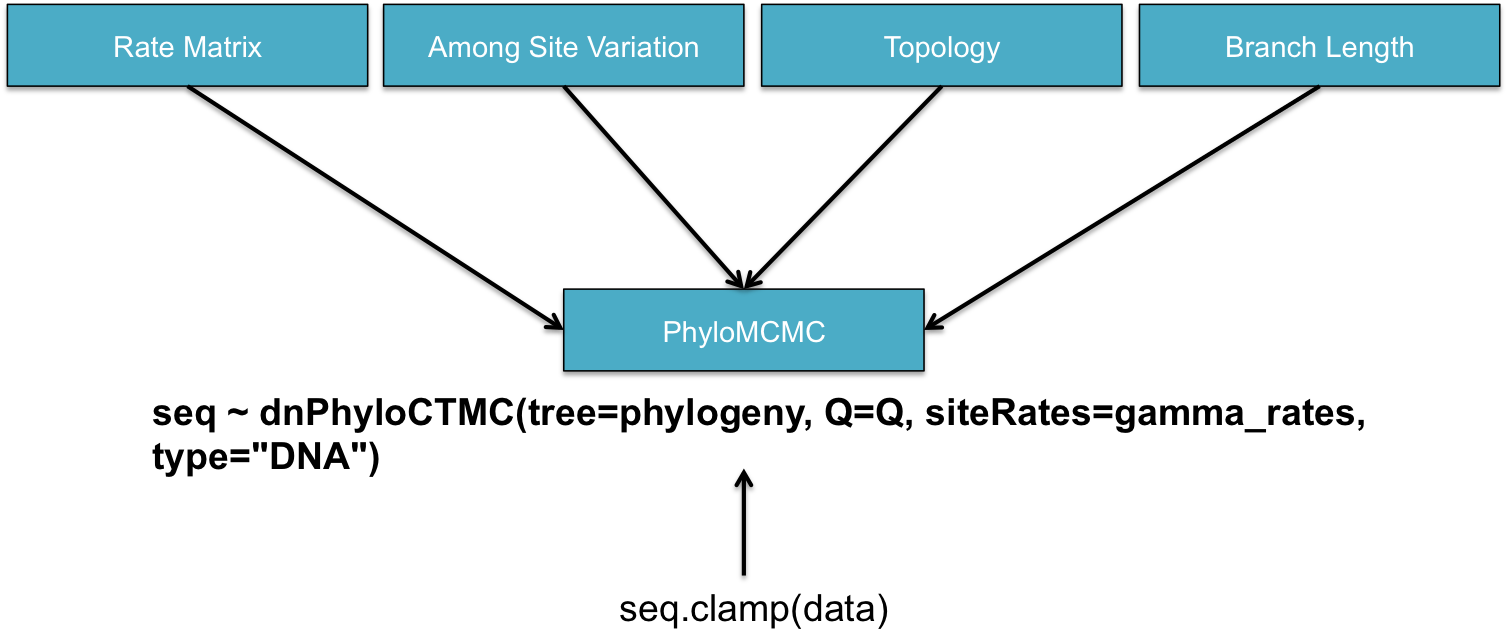 Rate Matrix
Among Site Variation
Topology
Branch Length
PhyloMCMC
seq ~ dnPhyloCTMC(tree=phylogeny, Q=Q, siteRates=gamma_rates,
type="DNA")
seq.clamp(data)